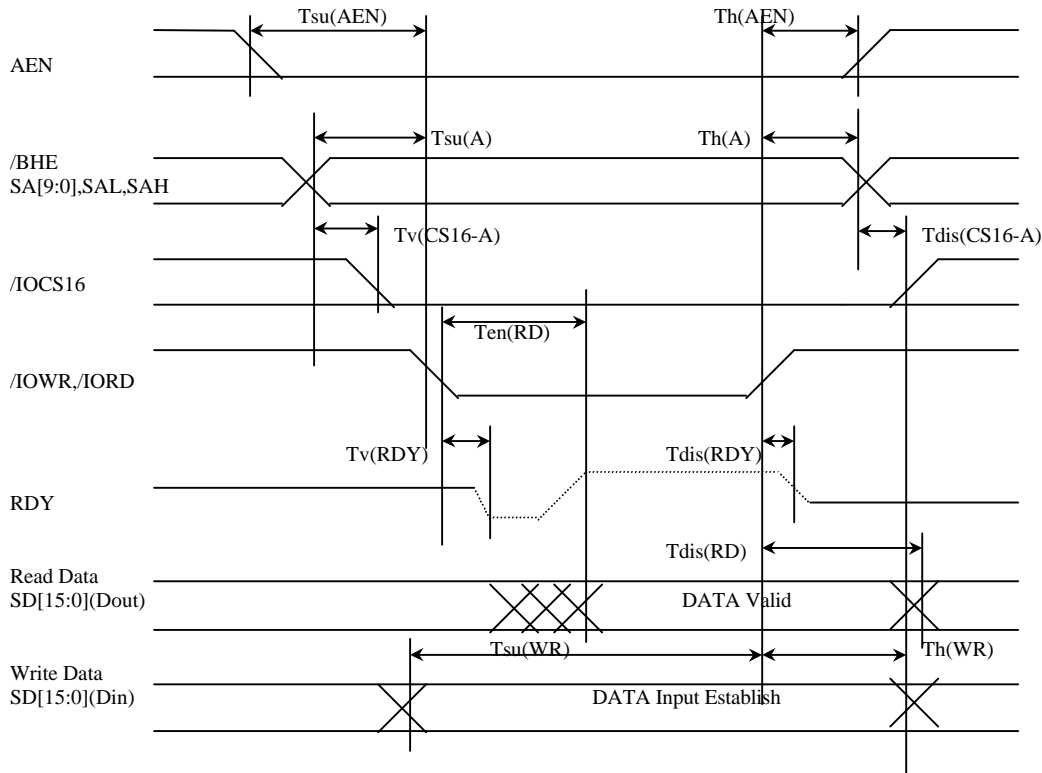 Tsu(AEN)
Th(AEN)
AEN
Tsu(A)
Th(A)
/BHE
SA[9:0],SAL,SAH
Tv(CS16-A)
Tdis(CS16-A)
/IOCS16
Ten(RD)
/IOWR,/IORD
Tv(RDY)
Tdis(RDY)
RDY
Tdis(RD)
Read Data
SD[15:0](Dout)
DATA Valid
Tsu(WR)
Th(WR)
Write Data
SD[15:0](Din)
DATA Input Establish